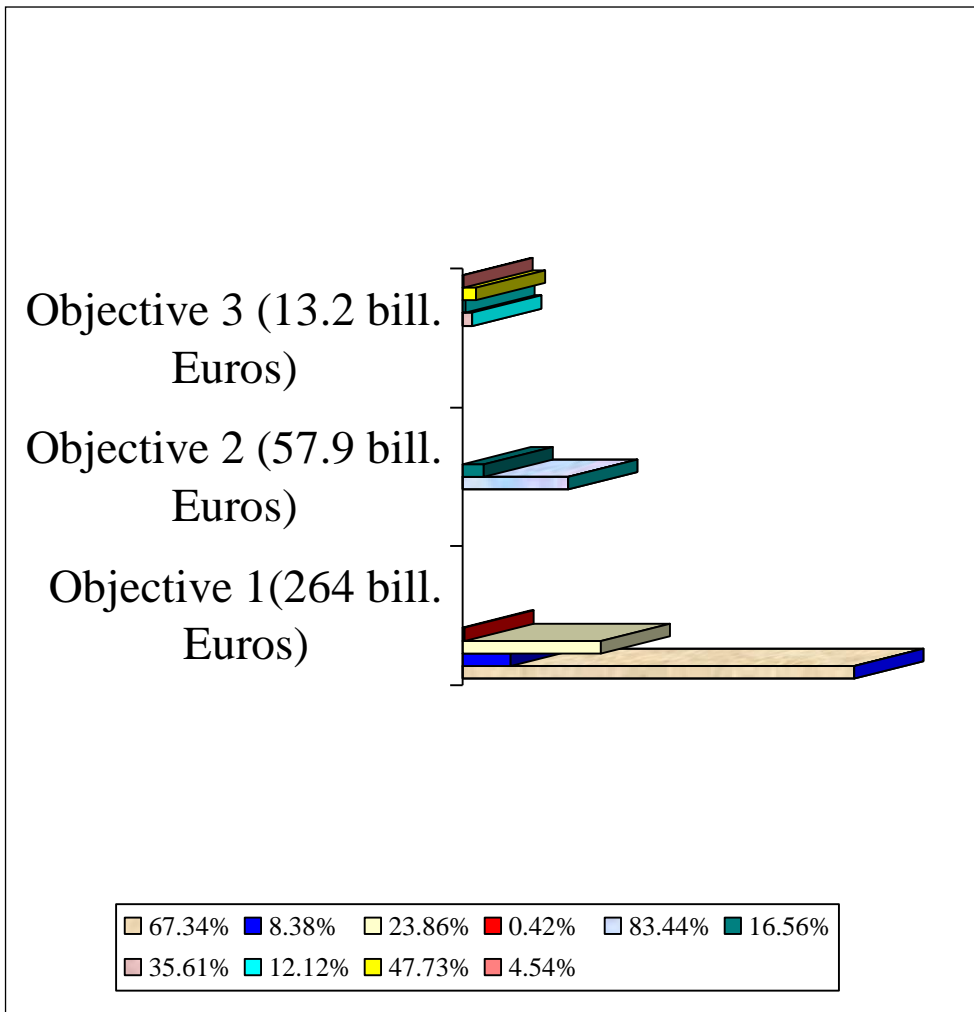 Objective 3 (13.2 bill.
Euros)
Objective 2 (57.9 bill.
Euros)
Objective 1(264 bill.
Euros)
67.34% 8.38% 23.86% 0.42% 83.44% 16.56%
35.61% 12.12% 47.73% 4.54%